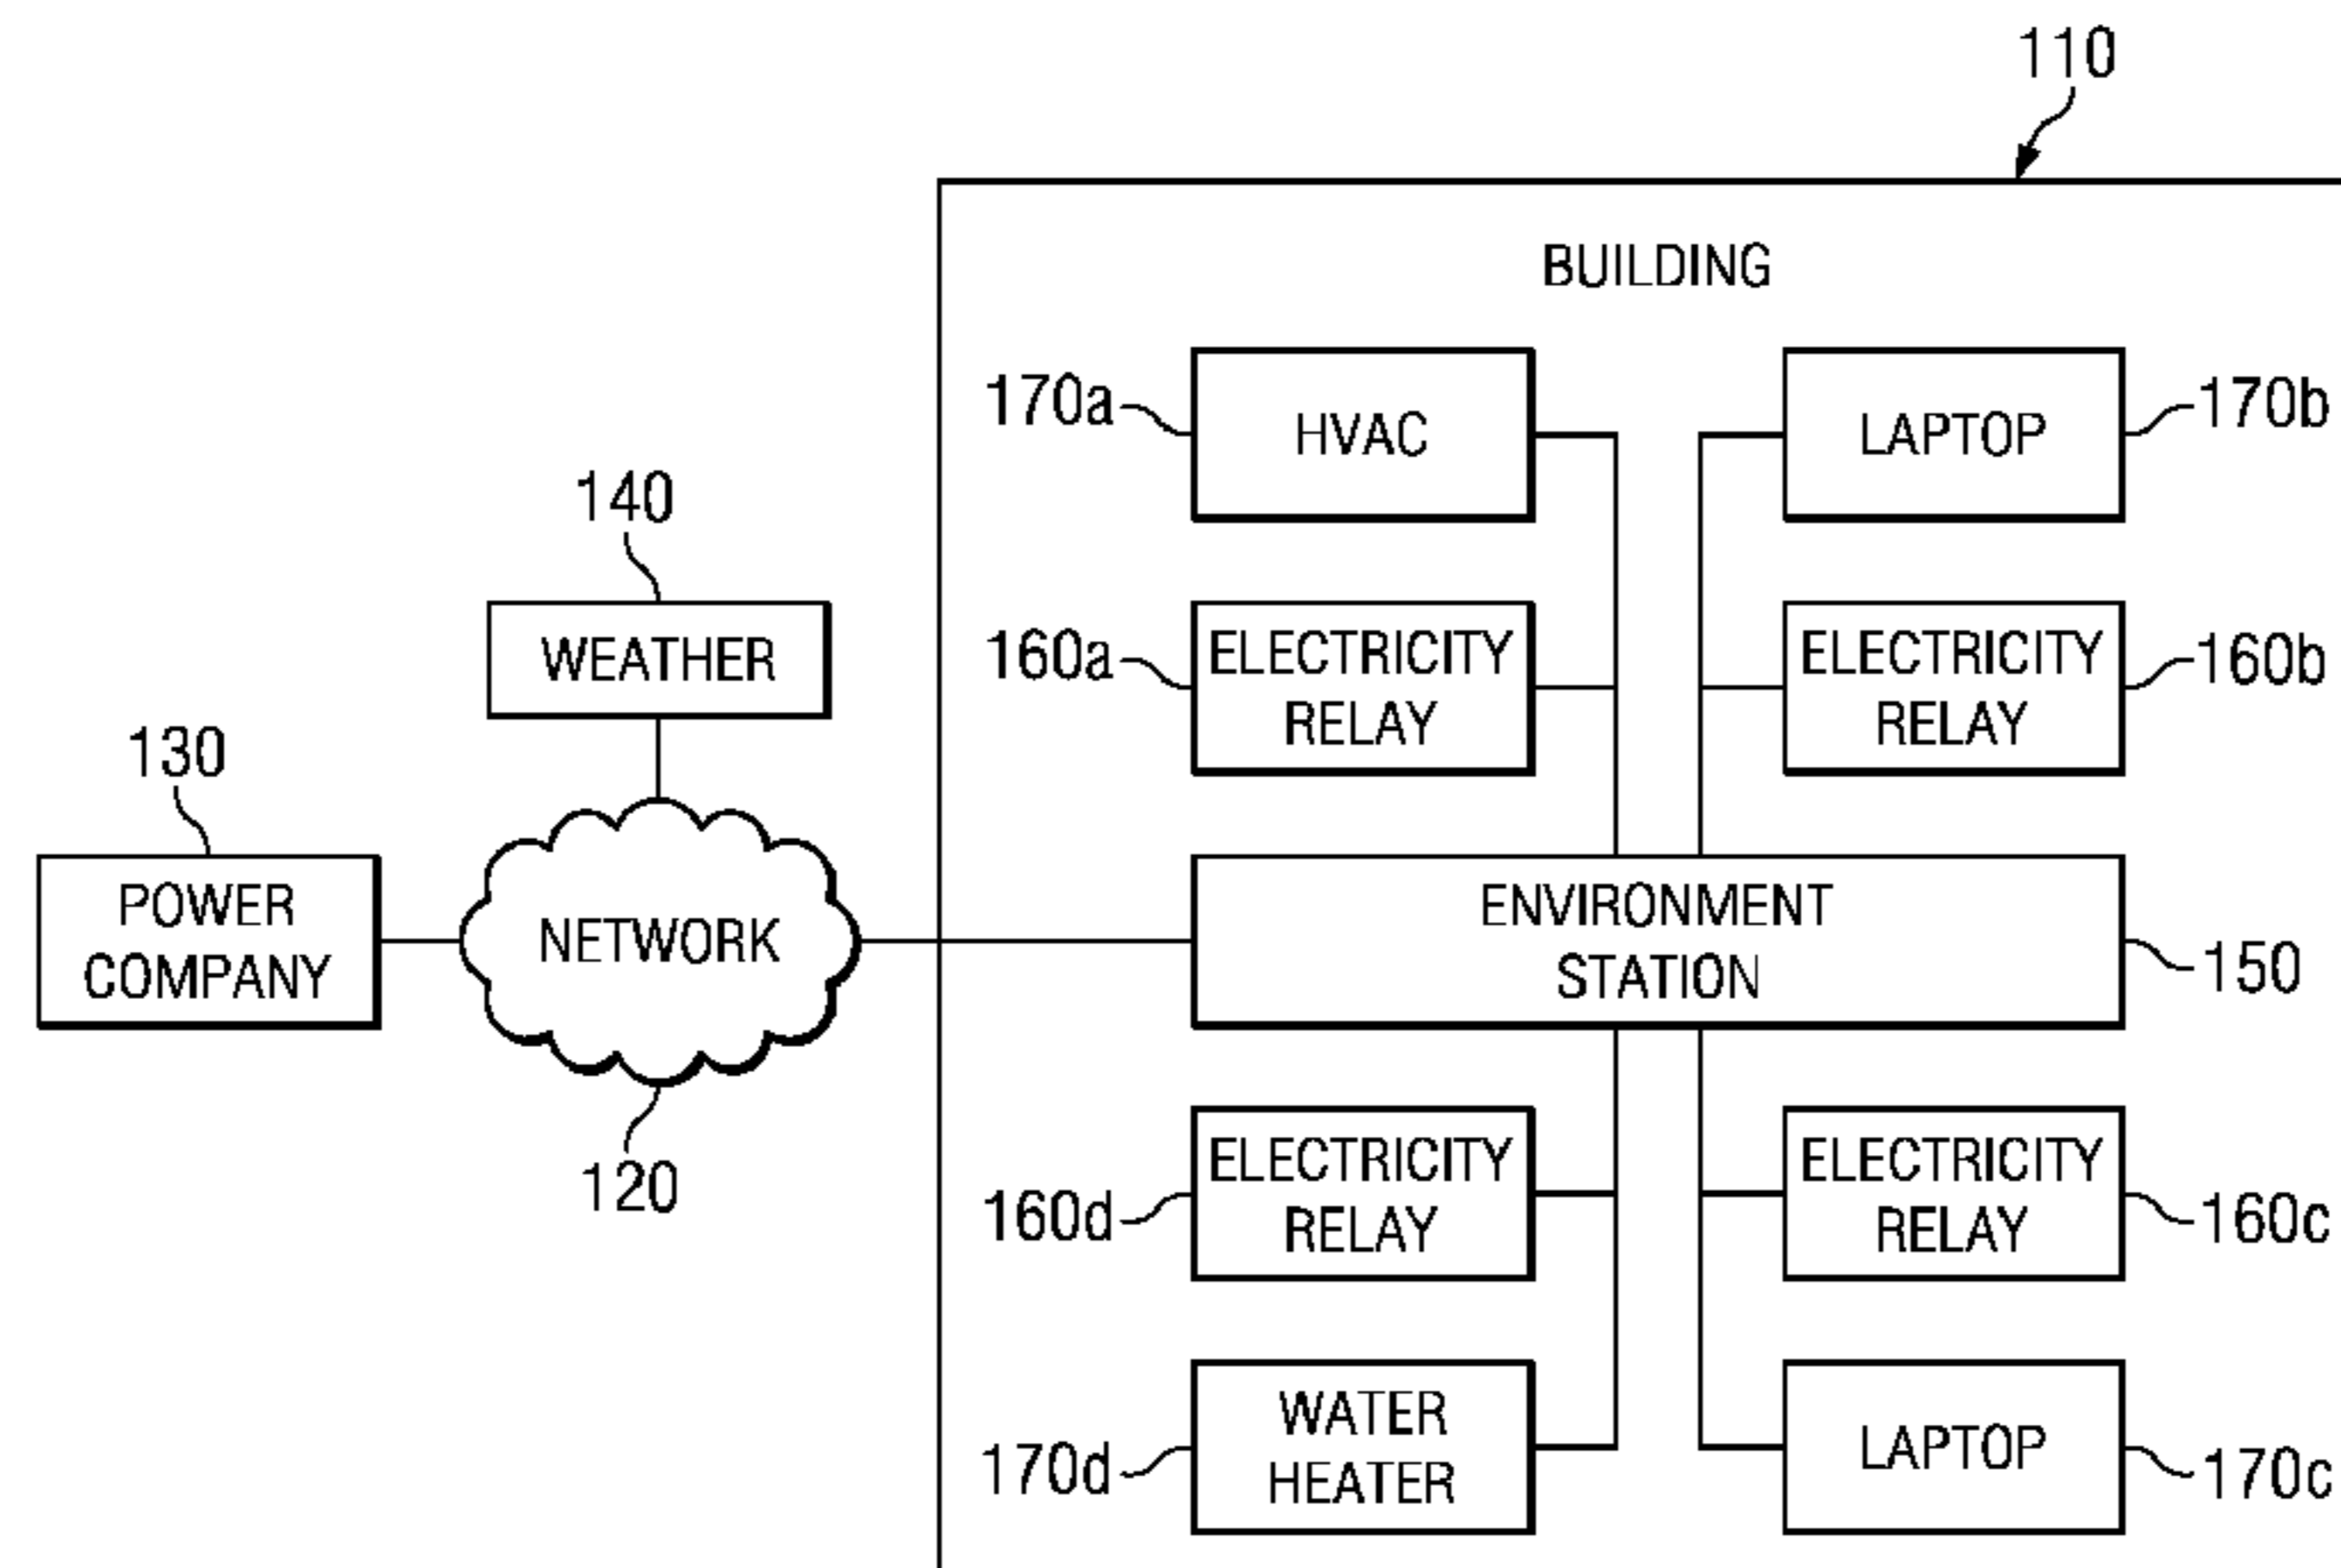 110
BUILDING
170a
HVAC
LAPTOP
170b
140
WEATHER
160a
ELECTRICITY
RELAY
ELECTRICITY
RELAY
160b
130
POWER
COMPANY
NETWORK
ENVIRONMENT
STATION
150
120
160d
ELECTRICITY
RELAY
ELECTRICITY
RELAY
160c
170d
WATER
HEATER
LAPTOP
170c